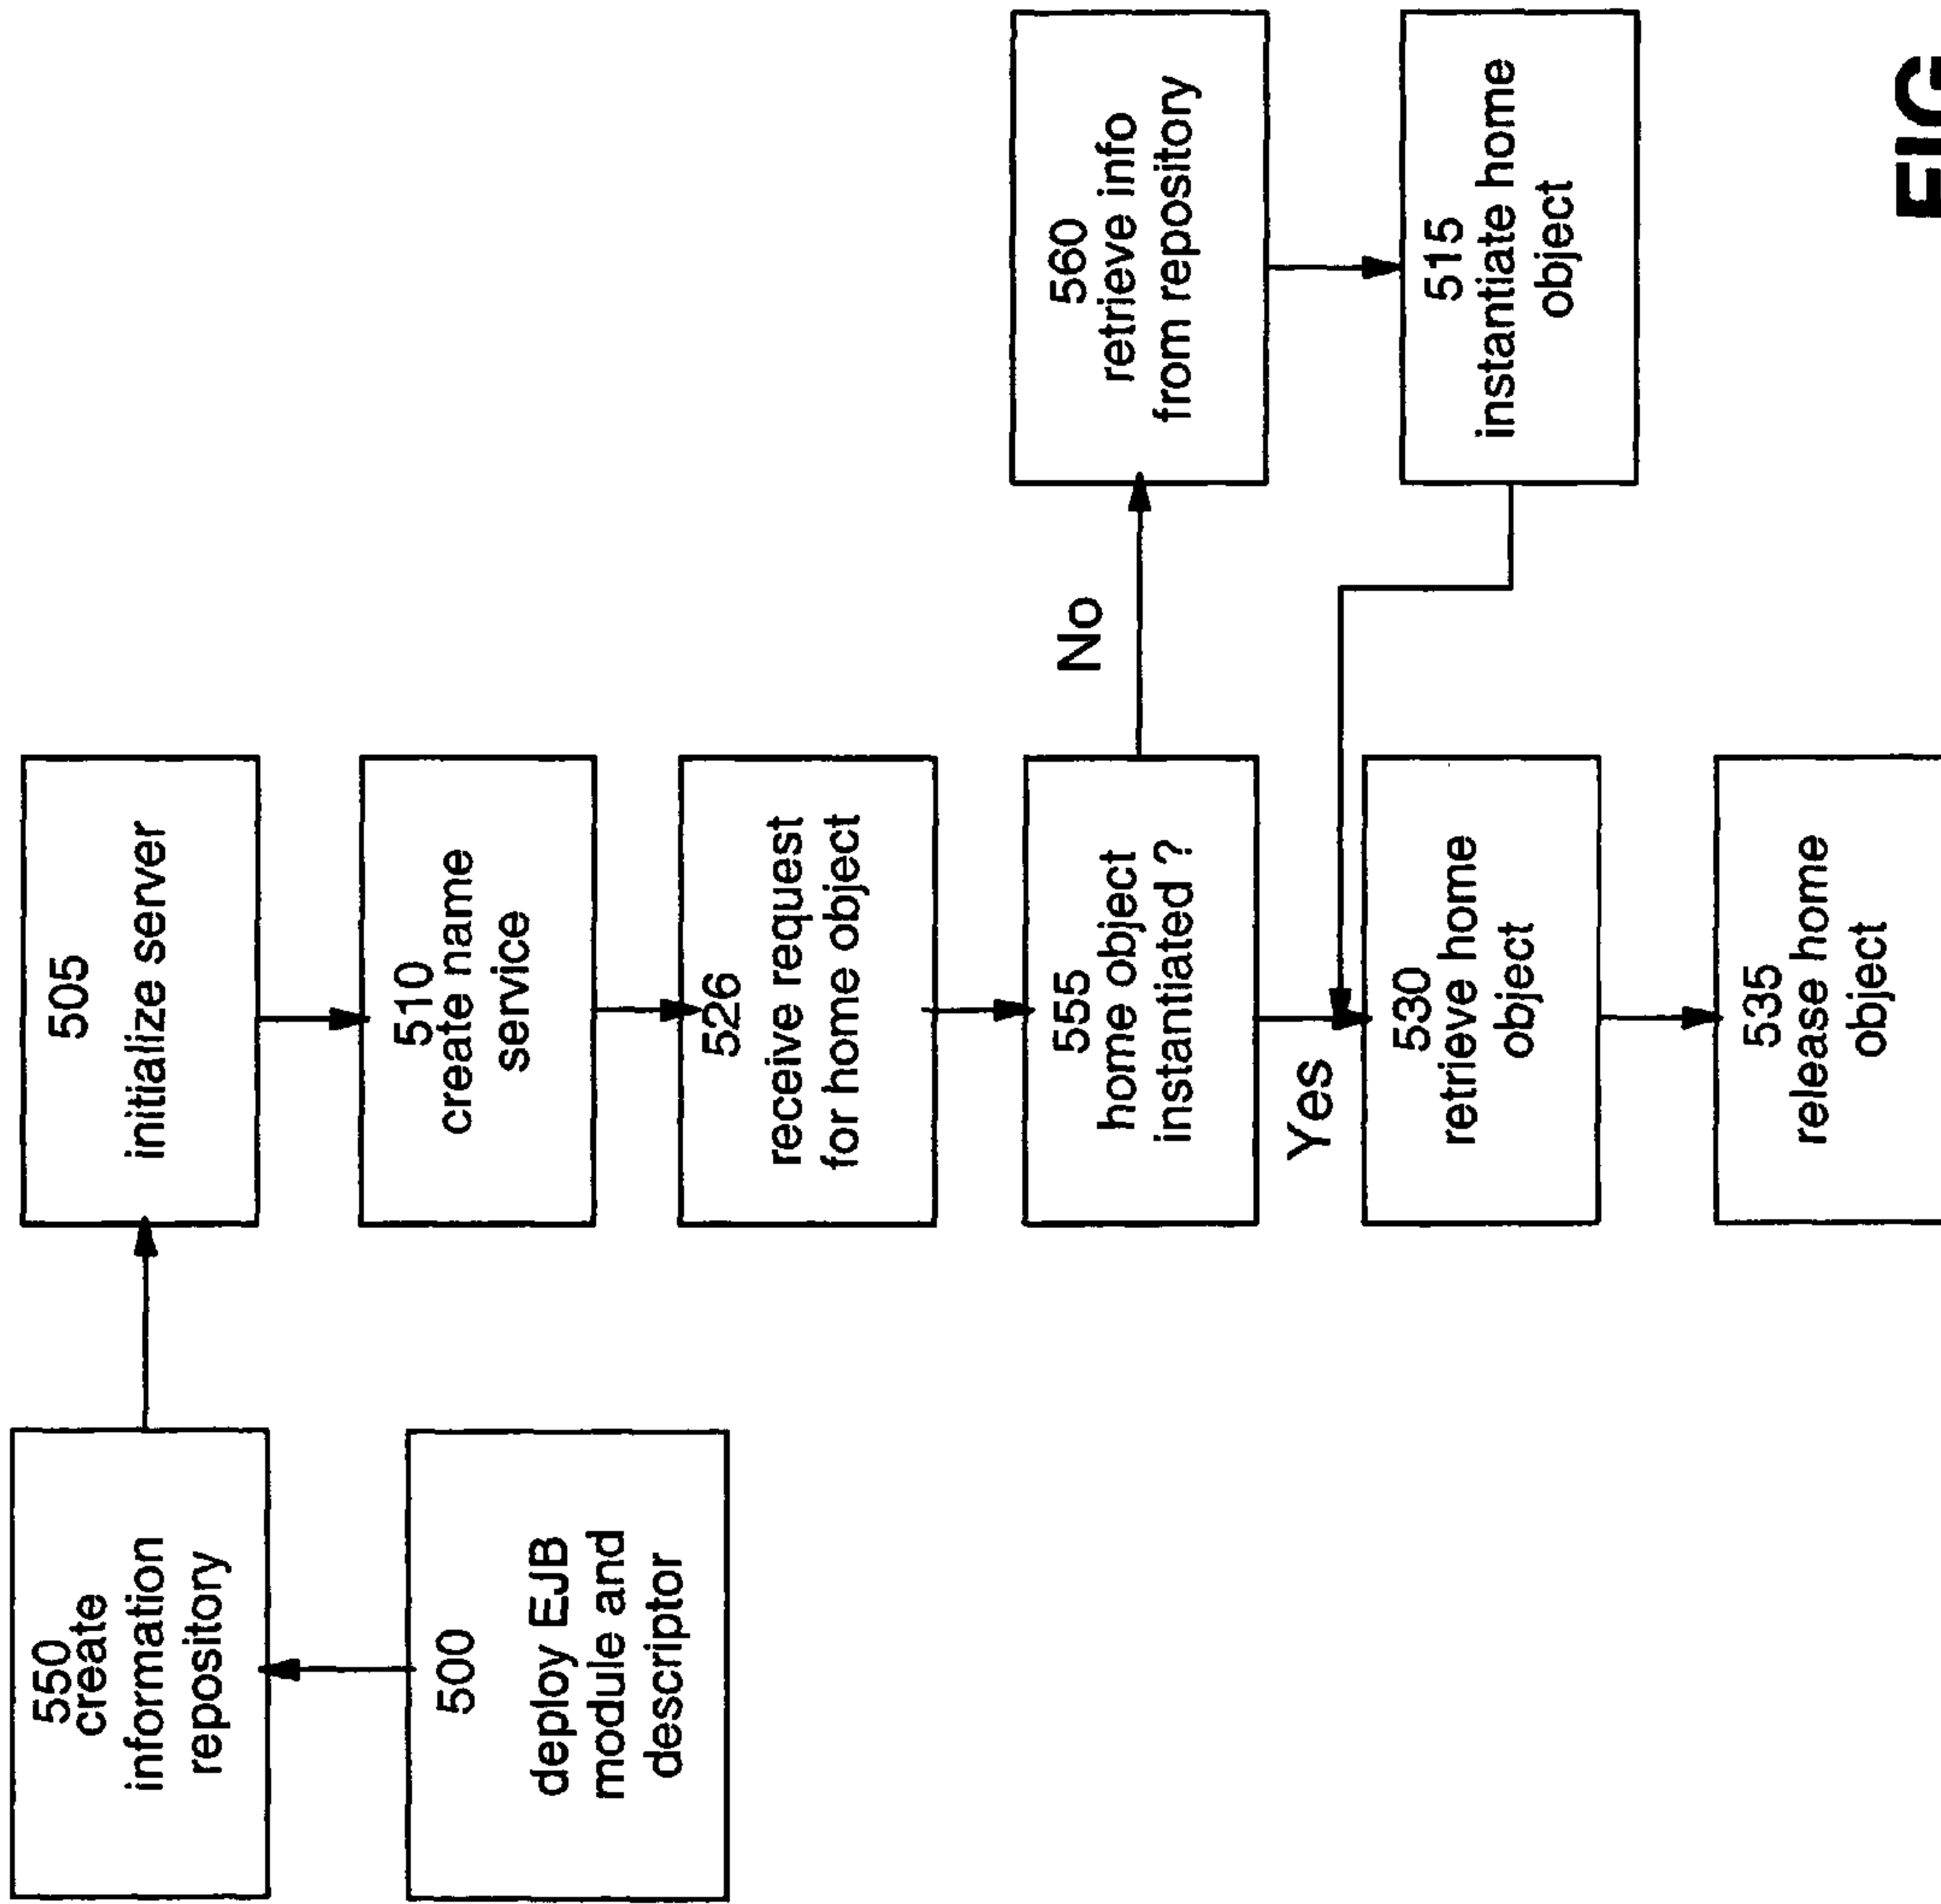 550
create
information
repository
500
deploy EJB
module and
descriptor
505
initialize server
510
create name
service
526
receive request
for home object
555
home object
instantiated ?
Yes
No
560
retrieve info
from repository
515
instantiate home
object
530
retrieve home
object
535
release home
object
FIG